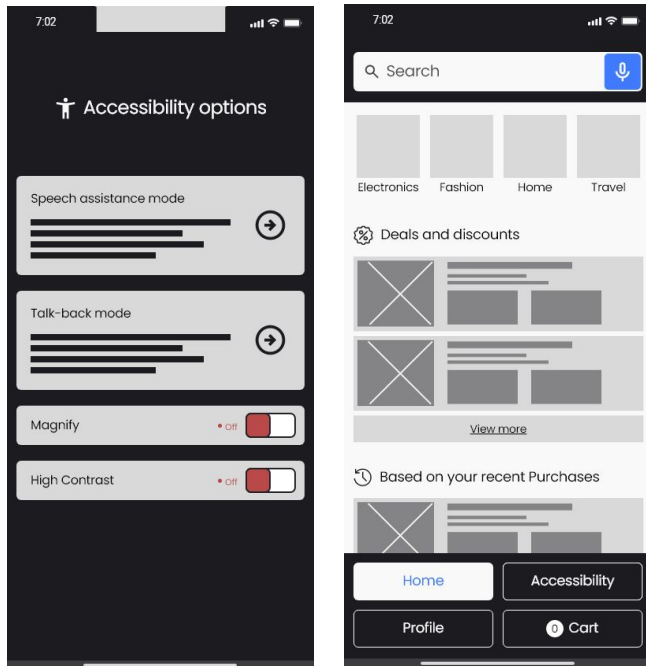 7:02
Accessibility options
Speech assistance mode
Talk-back mode
Magnify
• Off
High Contrast
• Off
7:02
Search
Electronics Fashion Home Travel
Deals and discounts
View more
Based on your recent Purchases
Home
Accessibility
Profile
0 Cart